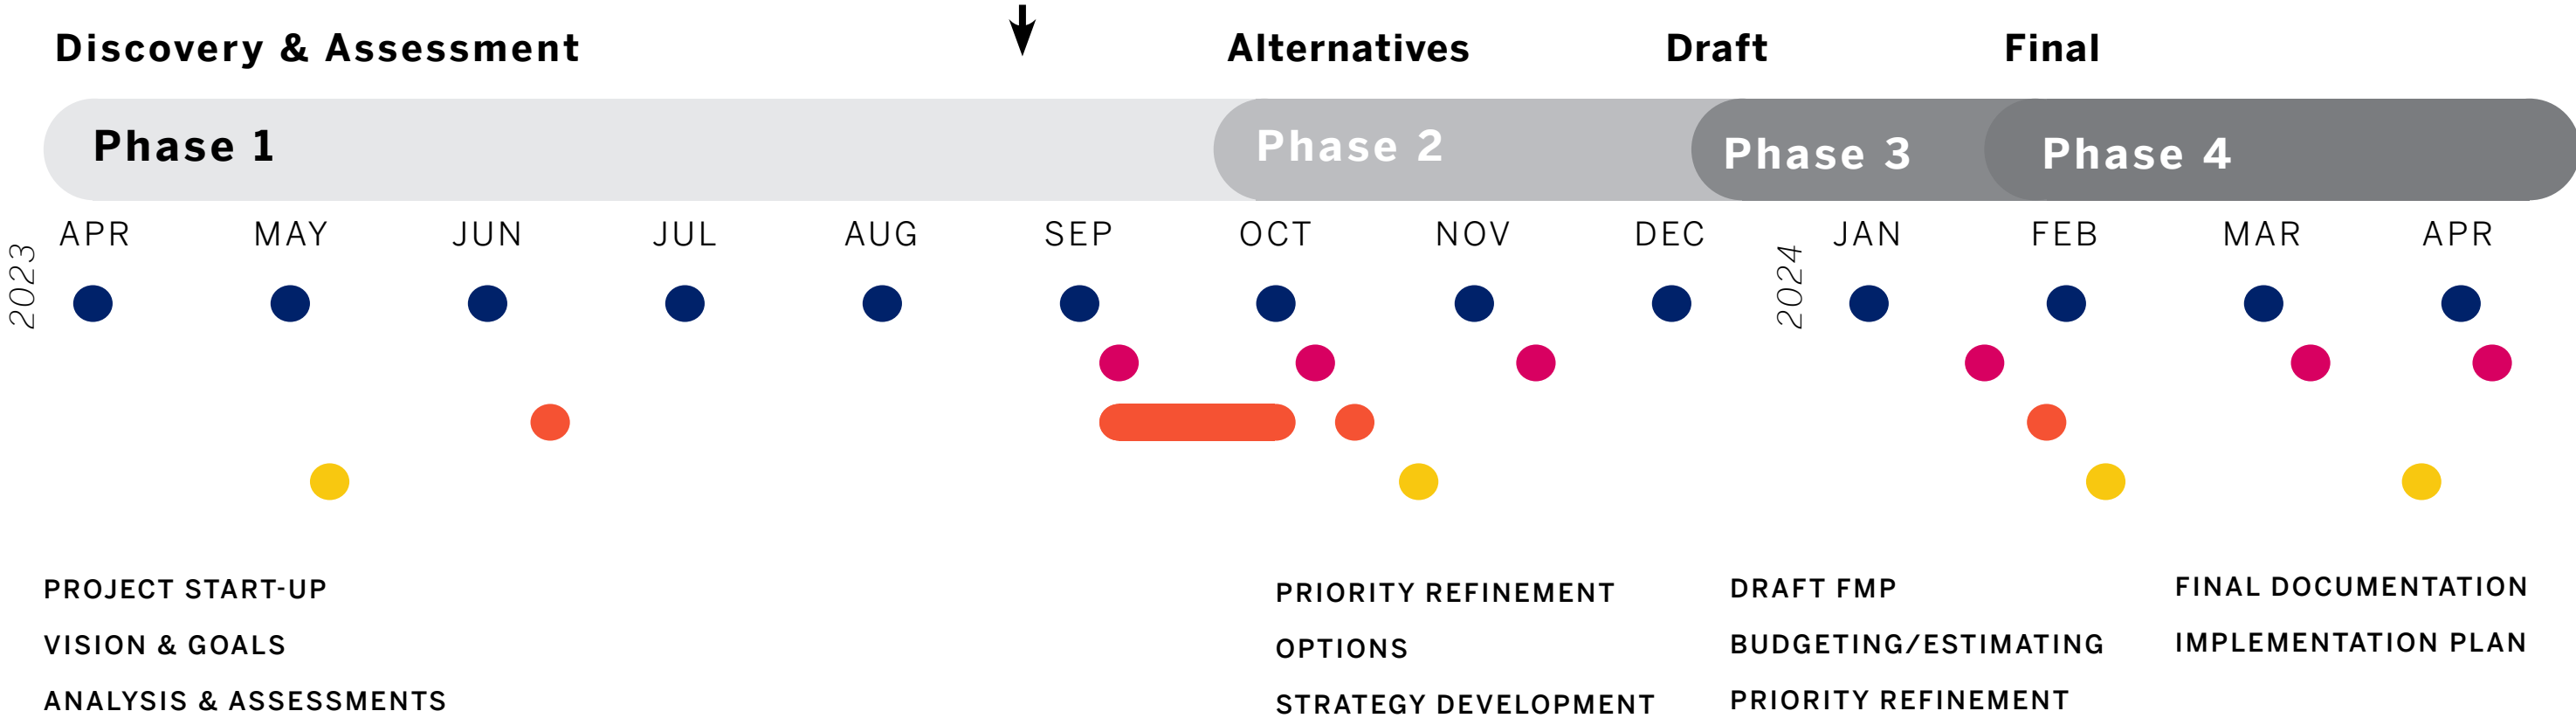 Discovery & Assessment
Alternatives
Draft
Final
Phase 1
Phase 2
Phase 3
Phase 4
2023
APR
MAY
JUN
JUL
AUG
SEP
OCT
NOV
DEC
2024
JAN
FEB
MAR
APR
PROJECT START-UP
VISION & GOALS
ANALYSIS & ASSESSMENTS
PRIORITY REFINEMENT
OPTIONS
STRATEGY DEVELOPMENT
DRAFT FMP
BUDGETING/ESTIMATING
PRIORITY REFINEMENT
FINAL DOCUMENTATION
IMPLEMENTATION PLAN